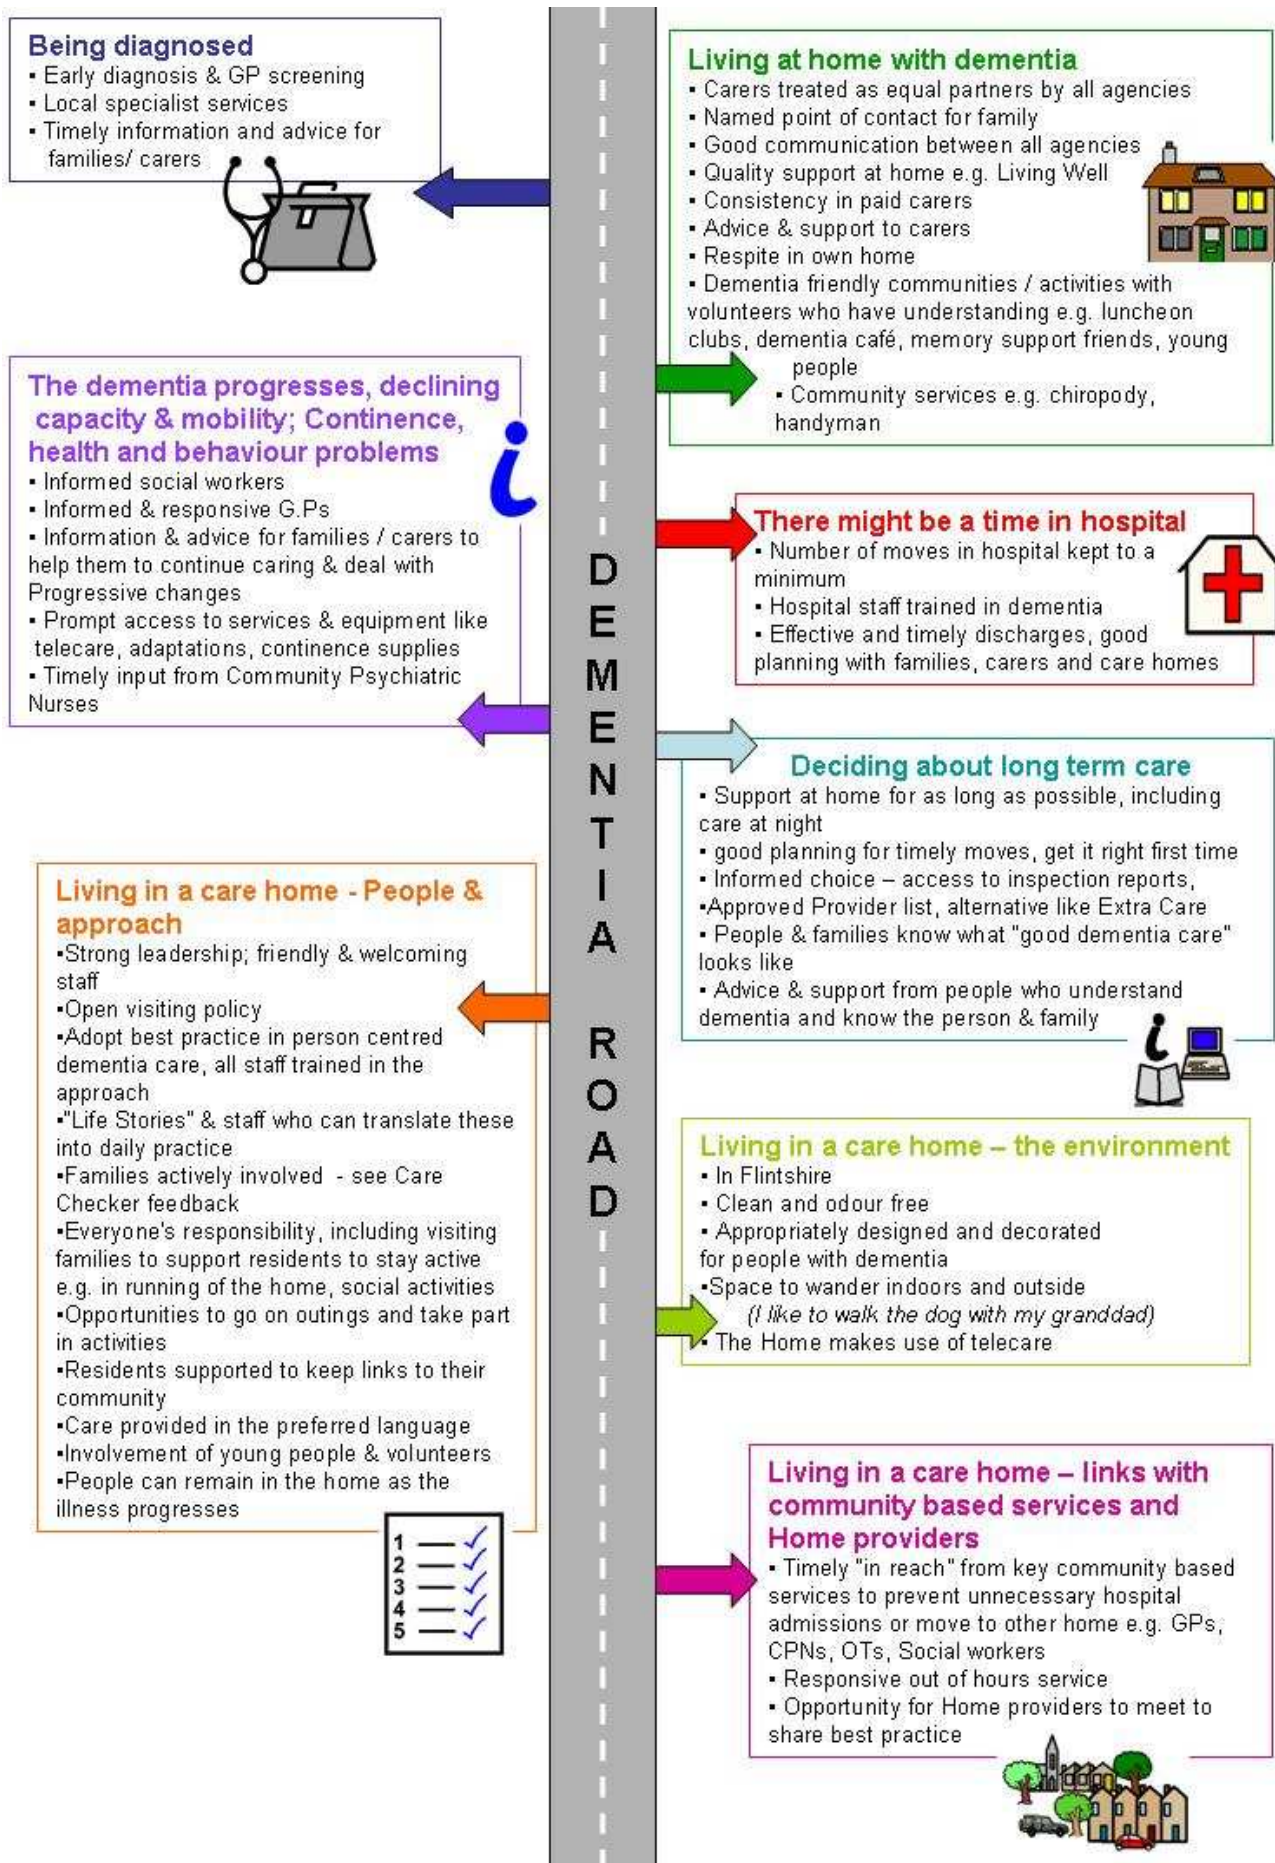 Being diagnosed
▪ Early diagnosis & GP screening
▪ Local specialist services
▪ Timely information and advice for
families/ carers
Living at home with dementia
▪ Carers treated as equal partners by all agencies
▪ Named point of contact for family
▪ Good communication between all agencies
▪ Quality support at home e.g. Living Well
▪ Consistency in paid carers
▪ Advice & support to carers
▪ Respite in own home
▪ Dementia friendly communities / activities with
volunteers who have understanding e.g. luncheon
clubs, dementia café, memory support friends, young
people
▪ Community services e.g. chiropody,
handyman
The dementia progresses, declining
capacity & mobility; Continence,
health and behaviour problems
▪ Informed social workers
▪ Informed & responsive G.Ps
▪ Information & advice for families / carers to
help them to continue caring & deal with
Progressive changes
▪ Prompt access to services & equipment like
telecare, adaptations, continence supplies
▪ Timely input from Community Psychiatric
Nurses
There might be a time in hospital
▪ Number of moves in hospital kept to a
minimum
▪ Hospital staff trained in dementia
▪ Effective and timely discharges, good
planning with families, carers and care homes
D
E
M
E
N
T
I
A
R
O
A
D
Deciding about long term care
▪ Support at home for as long as possible, including
care at night
▪ good planning for timely moves, get it right first time
▪ Informed choice – access to inspection reports,
▪Approved Provider list, alternative like Extra Care
▪ People & families know what "good dementia care"
looks like
▪ Advice & support from people who understand
dementia and know the person & family
Living in a care home - People &
approach
▪Strong leadership; friendly & welcoming
staff
▪Open visiting policy
▪Adopt best practice in person centred
dementia care, all staff trained in the
approach
▪"Life Stories" & staff who can translate these
into daily practice
▪Families actively involved - see Care
Checker feedback
▪Everyone's responsibility, including visiting
families to support residents to stay active
e.g. in running of the home, social activities
▪Opportunities to go on outings and take part
in activities
▪Residents supported to keep links to their
community
▪Care provided in the preferred language
▪Involvement of young people & volunteers
▪People can remain in the home as the
illness progresses
1
2
3
4
5
Living in a care home – the environment
▪ In Flintshire
▪ Clean and odour free
▪ Appropriately designed and decorated
for people with dementia
▪Space to wander indoors and outside
(I like to walk the dog with my granddad)
▪ The Home makes use of telecare
Living in a care home – links with
community based services and
Home providers
▪ Timely "in reach" from key community based
services to prevent unnecessary hospital
admissions or move to other home e.g. GPs,
CPNs, OTs, Social workers
▪ Responsive out of hours service
▪ Opportunity for Home providers to meet to
share best practice